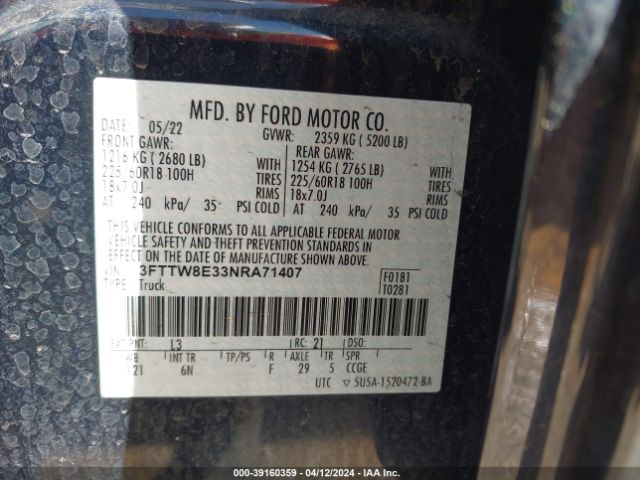 MFD. BY FORD MOTOR CO.
DATE: 05/22 GVWR: 2359 KG ( 5200 LB)
FRONT GAWR: REAR GAWR:
1216 KG ( 2680 LB) WITH 1254 KG ( 2765 LB) WITH
225/60R18 100H TIRES 225/60R18 100H TIRES
18x7.0J RIMS 18x7.0J RIMS
AT 240 kPa/ 35 PSI COLD AT 240 kPa/ 35 PSI COLD
THIS VEHICLE CONFORMS TO ALL APPLICABLE FEDERAL MOTOR
VEHICLE SAFETY AND THEFT PREVENTION STANDARDS IN
EFFECT ON THE DATE OF MANUFACTURE SHOWN ABOVE.
VIN: 3FTTW8E33NRA71407 F0181
TYPE: Truck T0281
EXT PNT: L3 RC: 21 DSO:
WB INT TR TP/PS R AXLE TR SPR
121 6N F 29 5 CCGE
UTC ▽ 5U5A-1520472-BA
000-39160359 - 04/12/2024 - IAA Inc.